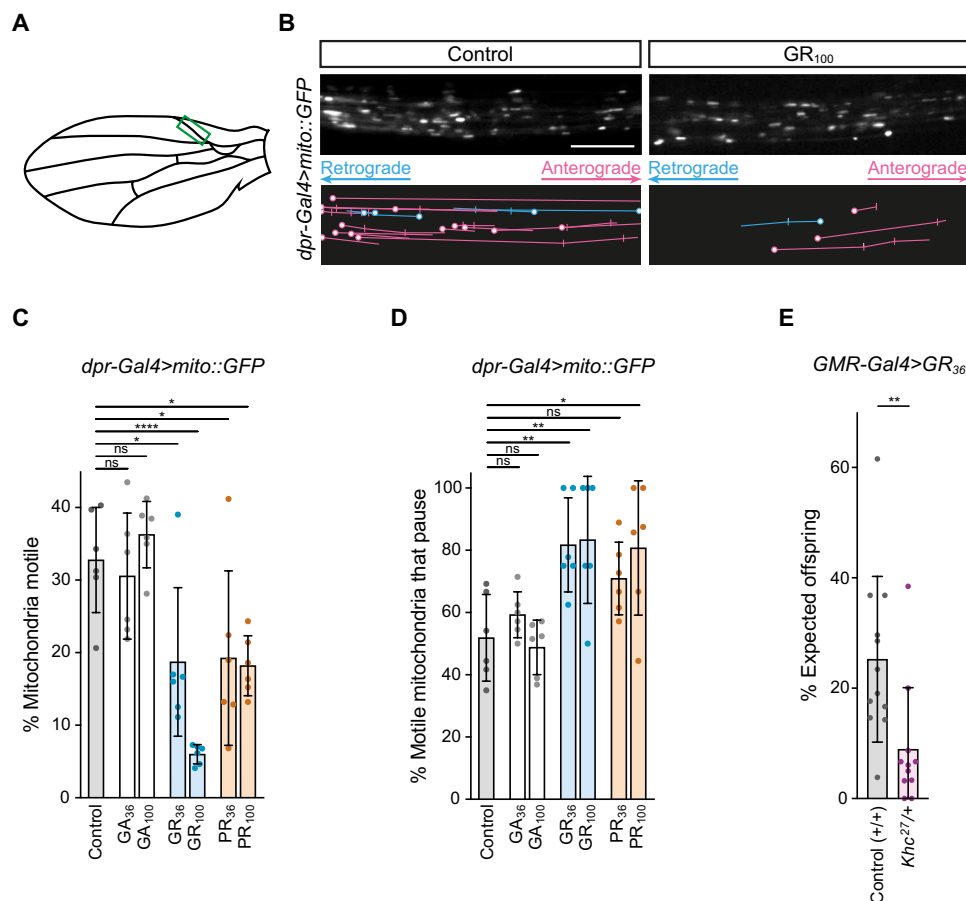 A
B
Control
GR100
dpr-Gal4>mito::GFP
Retrograde
Anterograde
Retrograde
Anterograde
C
dpr-Gal4>mito::GFP
*
*
****
*
ns
ns
% Mitochondria motile
40
30
20
10
0
Control
GA36
GA100
GR36
GR100
PR36
PR100
D
dpr-Gal4>mito::GFP
*
ns
**
**
ns
ns
% Motile mitochondria that pause
100
80
60
40
20
0
Control
GA36
GA100
GR36
GR100
PR36
PR100
E
GMR-Gal4>GR36
**
% Expected offspring
80
60
40
20
0
Control (+/+)
Khc27/+